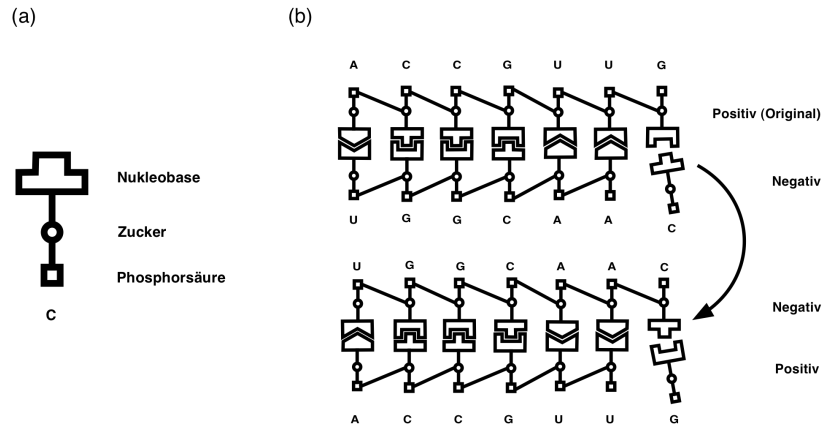 (a)
Nukleobase
Zucker
Phosphorsäure
C
(b)
A C C G U U G
Positiv (Original)
Negativ
U G G C A A C
U G G C A A C
Negativ
Positiv
A C C G U U G